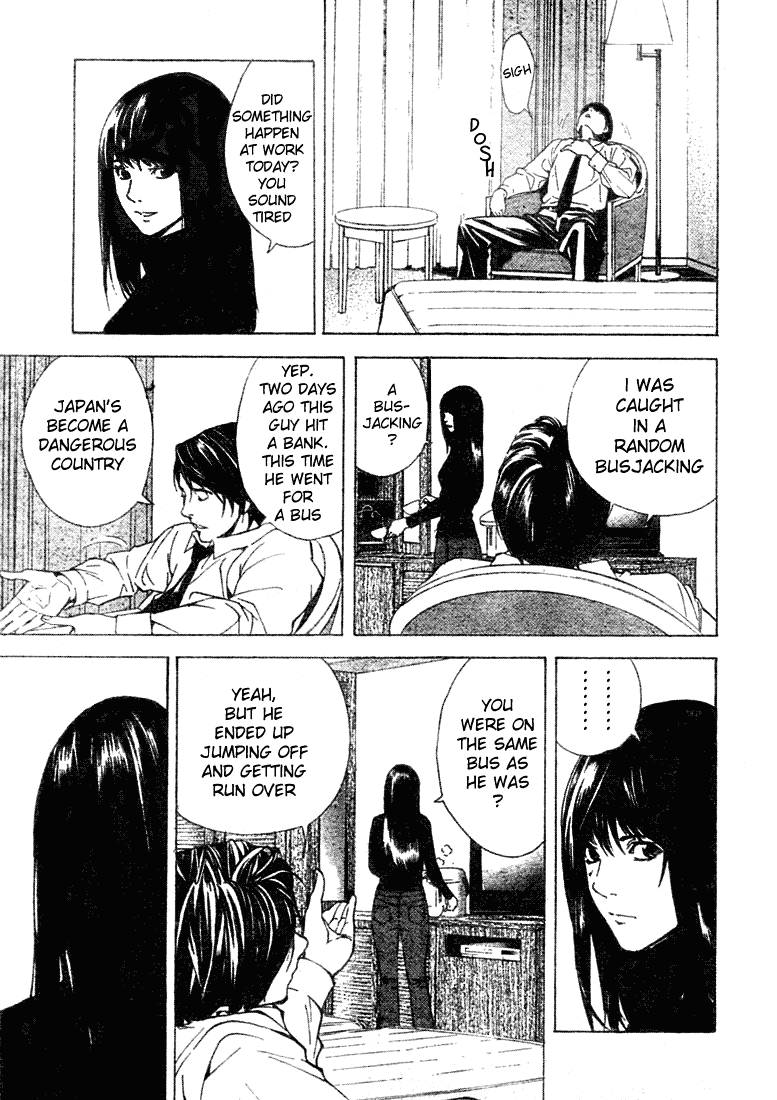 SIGH
DOSH
DID
SOMETHING
HAPPEN
AT WORK
TODAY?
YOU
SOUND
TIRED
I WAS
CAUGHT
IN A
RANDOM
BUSJACKING
A
BUS-
JACKING
?
YEP.
TWO DAYS
AGO THIS
GUY HIT
A BANK.
THIS TIME
HE WENT
FOR
A BUS
JAPAN'S
BECOME A
DANGEROUS
COUNTRY
............
YOU
WERE ON
THE SAME
BUS AS
HE WAS
?
YEAH,
BUT HE
ENDED UP
JUMPING OFF
AND GETTING
RUN OVER